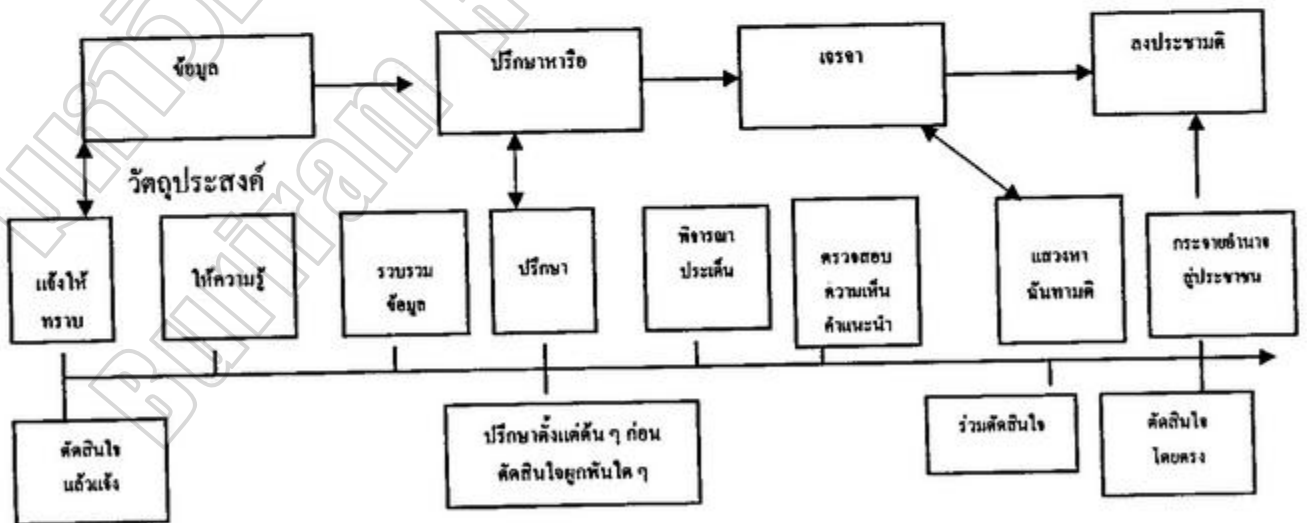 ข้อมูล
ปรึกษาหารือ
เจรจา
ลงประชามติ
วัตถุประสงค์
แจ้งให้
ทราบ
ให้ความรู้
รวบรวม
ข้อมูล
ปรึกษา
พิจารณา
ประเด็น
ตรวจสอบ
ความเห็น
คำแนะนำ
แสวงหา
ฉันทามติ
กระจายอำนาจ
สู่ประชาชน
ตัดสินใจ
แล้วแจ้ง
ปรึกษาตั้งแต่ต้น ๆ ก่อน
ตัดสินใจผูกพันใด ๆ
ร่วมตัดสินใจ
ตัดสินใจ
โดยตรง
Buriram